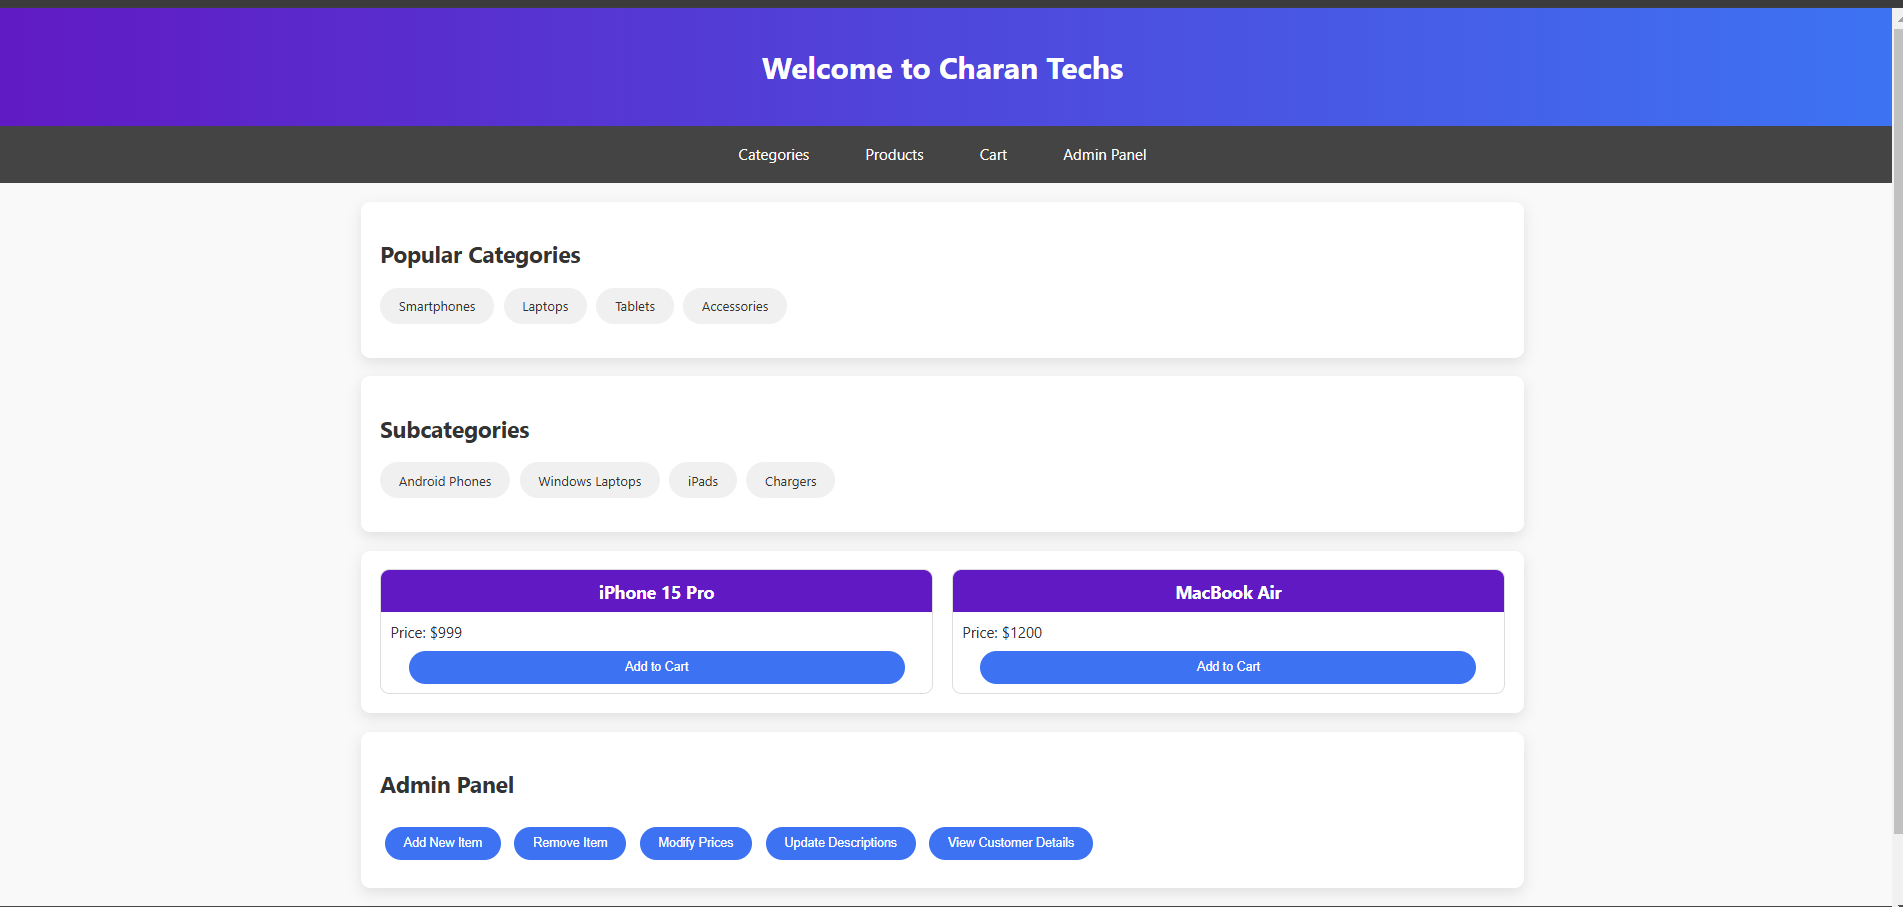 Welcome to Charan Techs
Categories Products Cart Admin Panel
Popular Categories
Smartphones Laptops Tablets Accessories
Subcategories
Android Phones Windows Laptops iPads Chargers
iPhone 15 Pro
Price: $999
Add to Cart
MacBook Air
Price: $1200
Add to Cart
Admin Panel
Add New Item Remove Item Modify Prices Update Descriptions View Customer Details